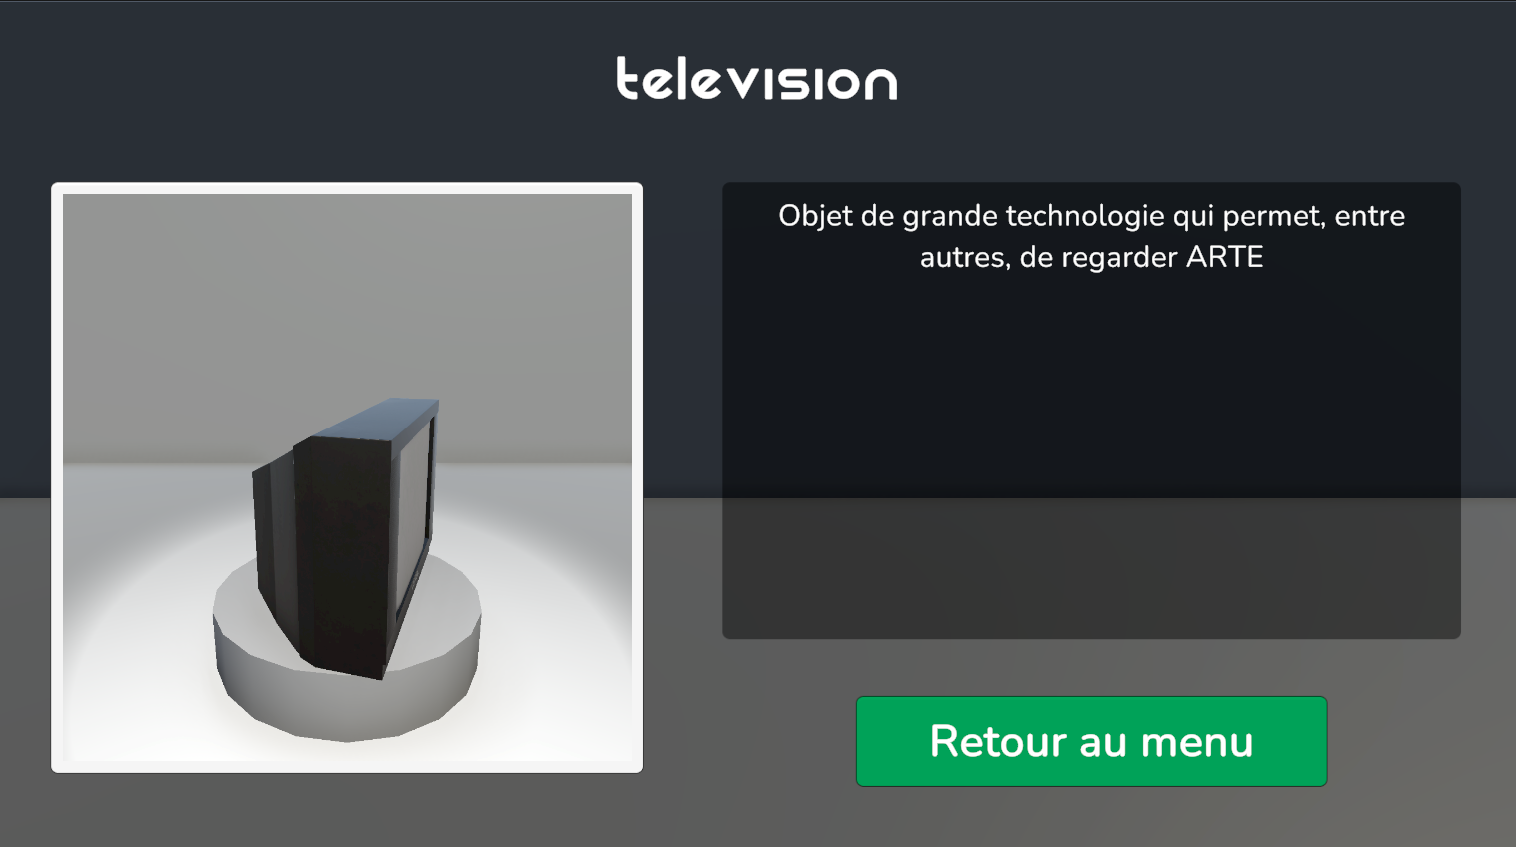 television
Objet de grande technologie qui permet, entre
autres, de regarder ARTE
Retour au menu